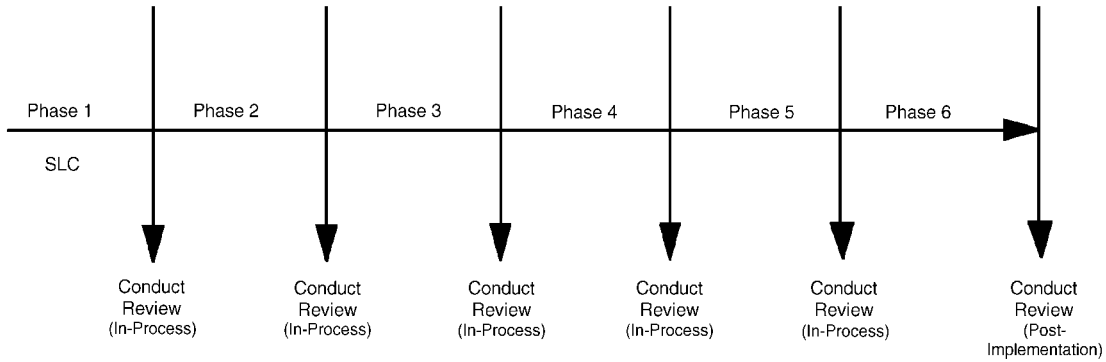 Phase 1 Phase 2 Phase 3 Phase 4 Phase 5 Phase 6
SLC
Conduct
Review
(In-Process)
Conduct
Review
(In-Process)
Conduct
Review
(In-Process)
Conduct
Review
(In-Process)
Conduct
Review
(In-Process)
Conduct
Review
(Post-
Implementation)